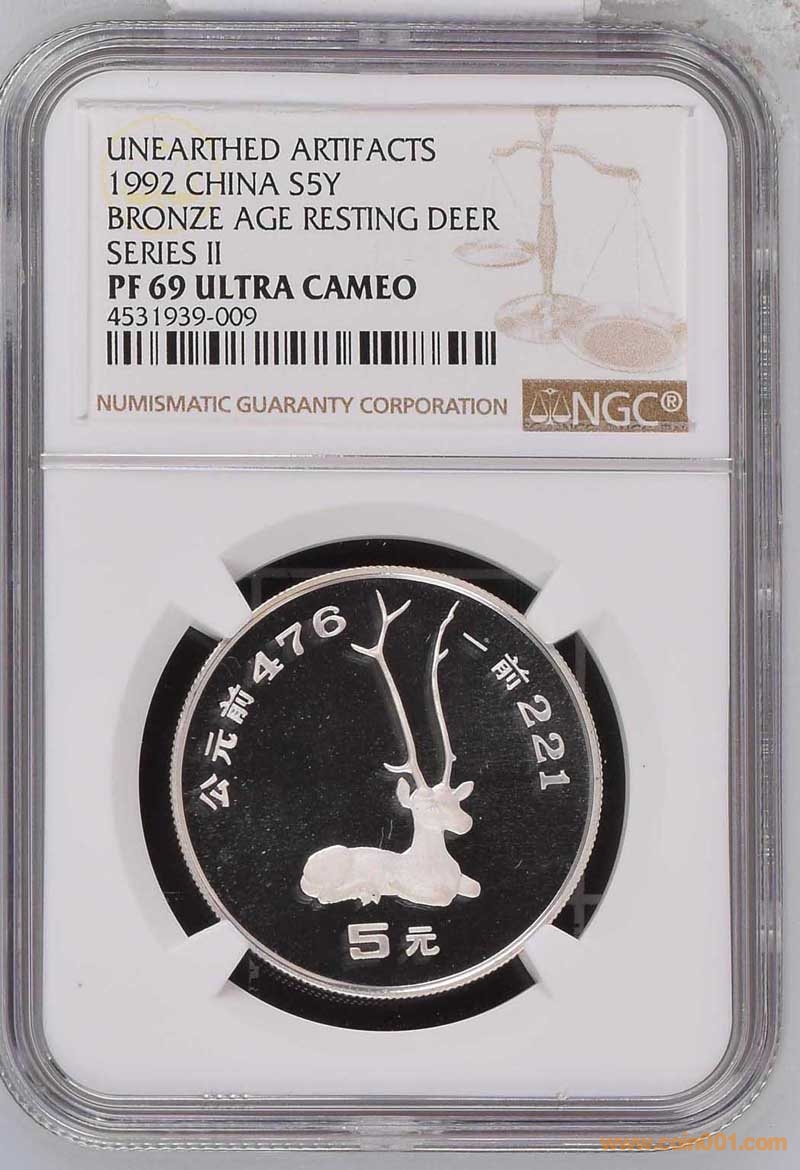 UNEARTHED ARTIFACTS
1992 CHINA S5Y
BRONZE AGE RESTING DEER
SERIES II
PF 69 ULTRA CAMEO
4531939-009
NUMISMATIC GUARANTY CORPORATION
NGC®
公元前476
一前221
5元
www.coin001.com